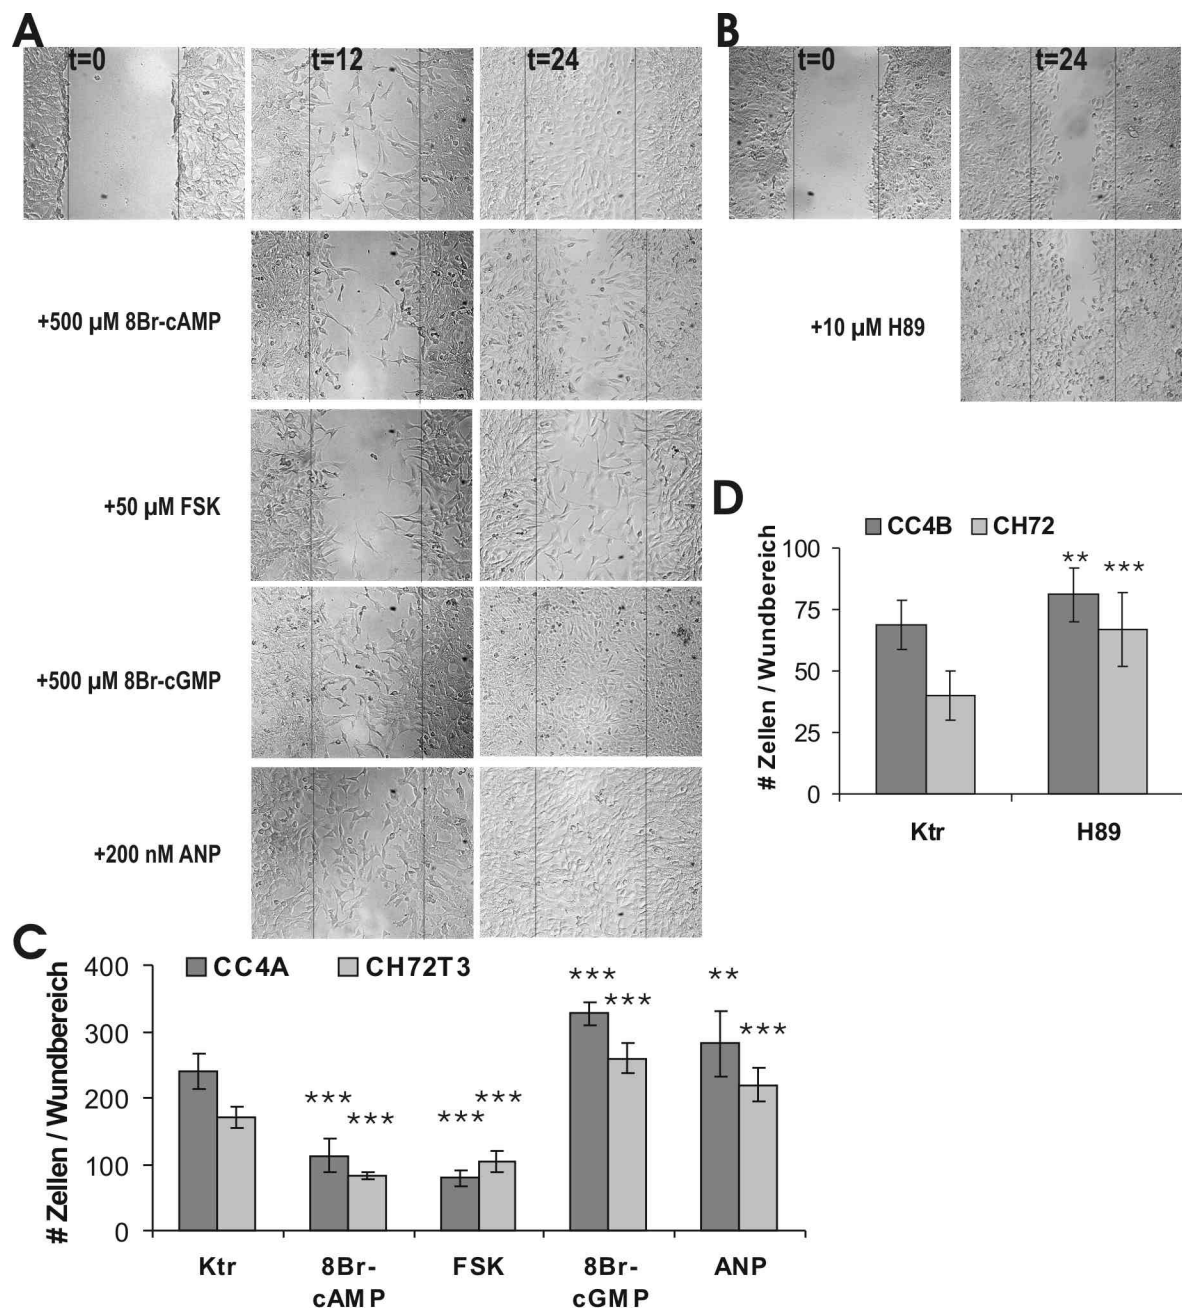 A
B
t=0
t=12
t=24
t=0
t=24
+500 µM 8Br-cAMP
+10 µM H89
+50 µM FSK
+500 µM 8Br-cGMP
+200 nM ANP
D
CC4B
CH72
# Zellen / Wundbereich
100
75
50
25
0
**
***
Ktr
H89
C
CC4A
CH72T3
# Zellen / Wundbereich
400
300
200
100
0
***
***
***
***
***
***
**
***
Ktr
8Br-
cAMP
FSK
8Br-
cGMP
ANP